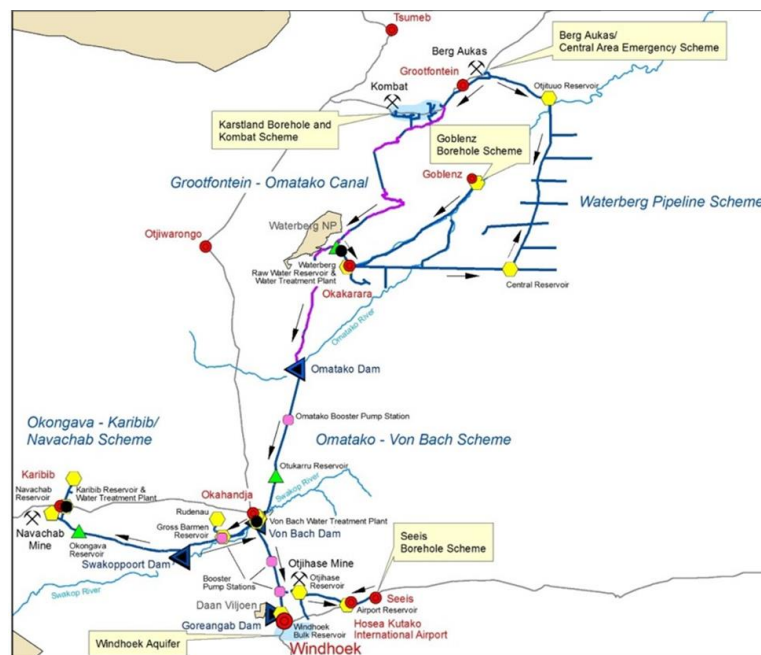 Tsumeb
Berg Aukas
Berg Aukas/
Central Area Emergency Scheme
Grootfontein
Kombat
Otjituuo Reservoir
Karstland Borehole and
Kombat Scheme
Goblenz
Borehole Scheme
Grootfontein - Omatako Canal
Goblenz
Waterberg Pipeline Scheme
Waterberg NP
Otjiwarongo
Waterberg
Raw Water Reservoir &
Water Treatment Plant
Okakarara
Central Reservoir
Omatako River
Omatako Dam
Okongava - Karibib/
Navachab Scheme
Omatako Booster Pump Station
Omatako - Von Bach Scheme
Otukarru Reservoir
Swakop River
Karibib
Navachab
Reservoir
Karibib Reservoir &
Water Treatment Plant
Okahandja
Rudenau
Von Bach Water Treatment Plant
Gross Barmen
Reservoir
Von Bach Dam
Seeis
Borehole Scheme
Navachab
Mine
Okongava
Reservoir
Swakoppoort Dam
Otjihase Mine
Otjihase
Reservoir
Swakop River
Booster
Pump Stations
Seeis
Daan Viljoen
Airport Reservoir
Goreangab Dam
Hosea Kutako
International Airport
Windhoek
Bulk Reservoir
Windhoek Aquifer
Windhoek